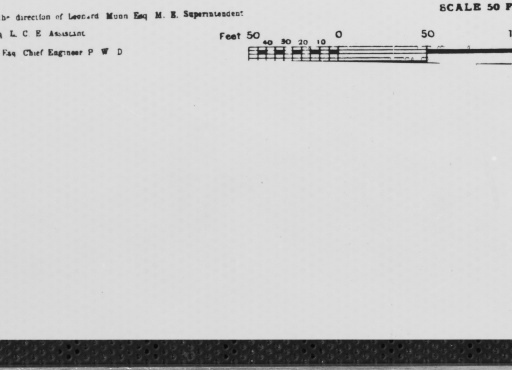 the direction of Leonard Munn Esq M. E. Superintendent
L. C. E Assistant
Esq Chief Engineer P W D
SCALE 50 F
Feet 50 40 30 20 10 0 50 1